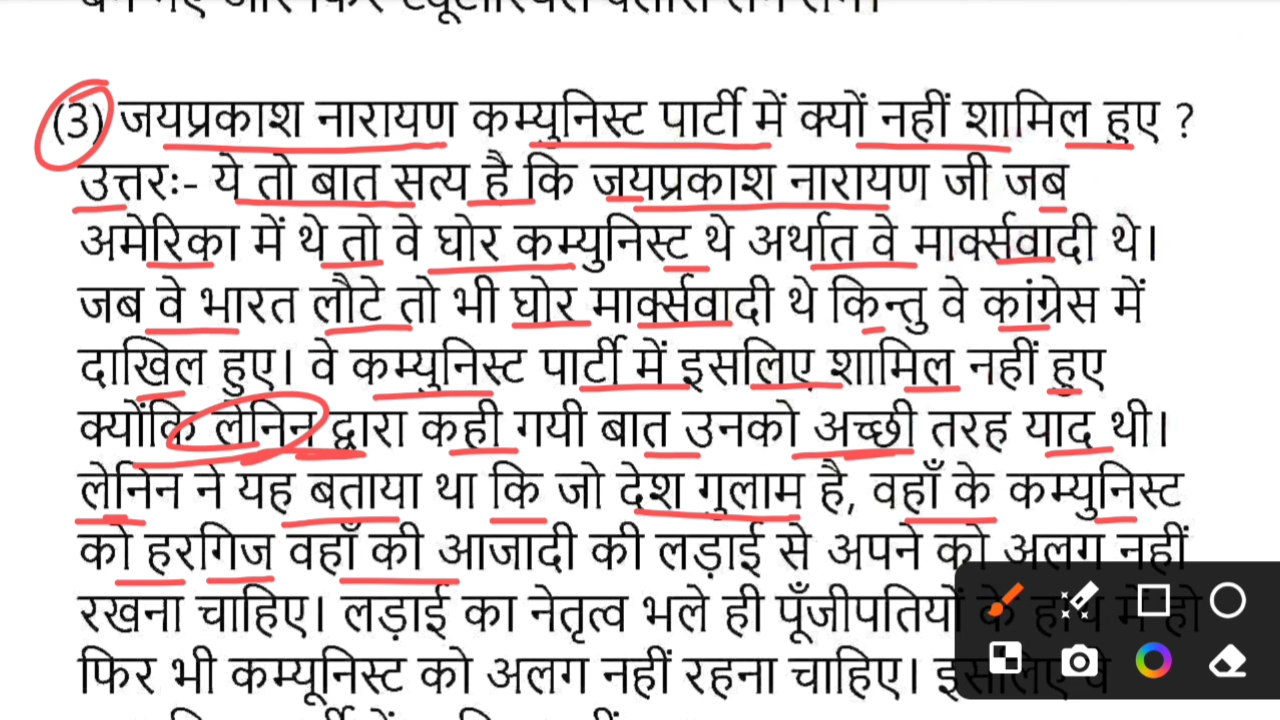 (3) जयप्रकाश नारायण कम्युनिस्ट पार्टी में क्यों नहीं शामिल हुए ?
उत्तरः- ये तो बात सत्य है कि जयप्रकाश नारायण जी जब
अमेरिका में थे तो वे घोर कम्युनिस्ट थे अर्थात वे मार्क्सवादी थे।
जब वे भारत लौटे तो भी घोर मार्क्सवादी थे किन्तु वे कांग्रेस में
दाखिल हुए। वे कम्युनिस्ट पार्टी में इसलिए शामिल नहीं हुए
क्योंकि लेनिन द्वारा कही गयी बात उनको अच्छी तरह याद थी।
लेनिन ने यह बताया था कि जो देश गुलाम है, वहाँ के कम्युनिस्ट
को हरगिज वहाँ की आजादी की लड़ाई से अपने को अलग नहीं
रखना चाहिए। लड़ाई का नेतृत्व भले ही पूँजीपतियों के हाथ में हो
फिर भी कम्यूनिस्ट को अलग नहीं रहना चाहिए। इसलिए वे